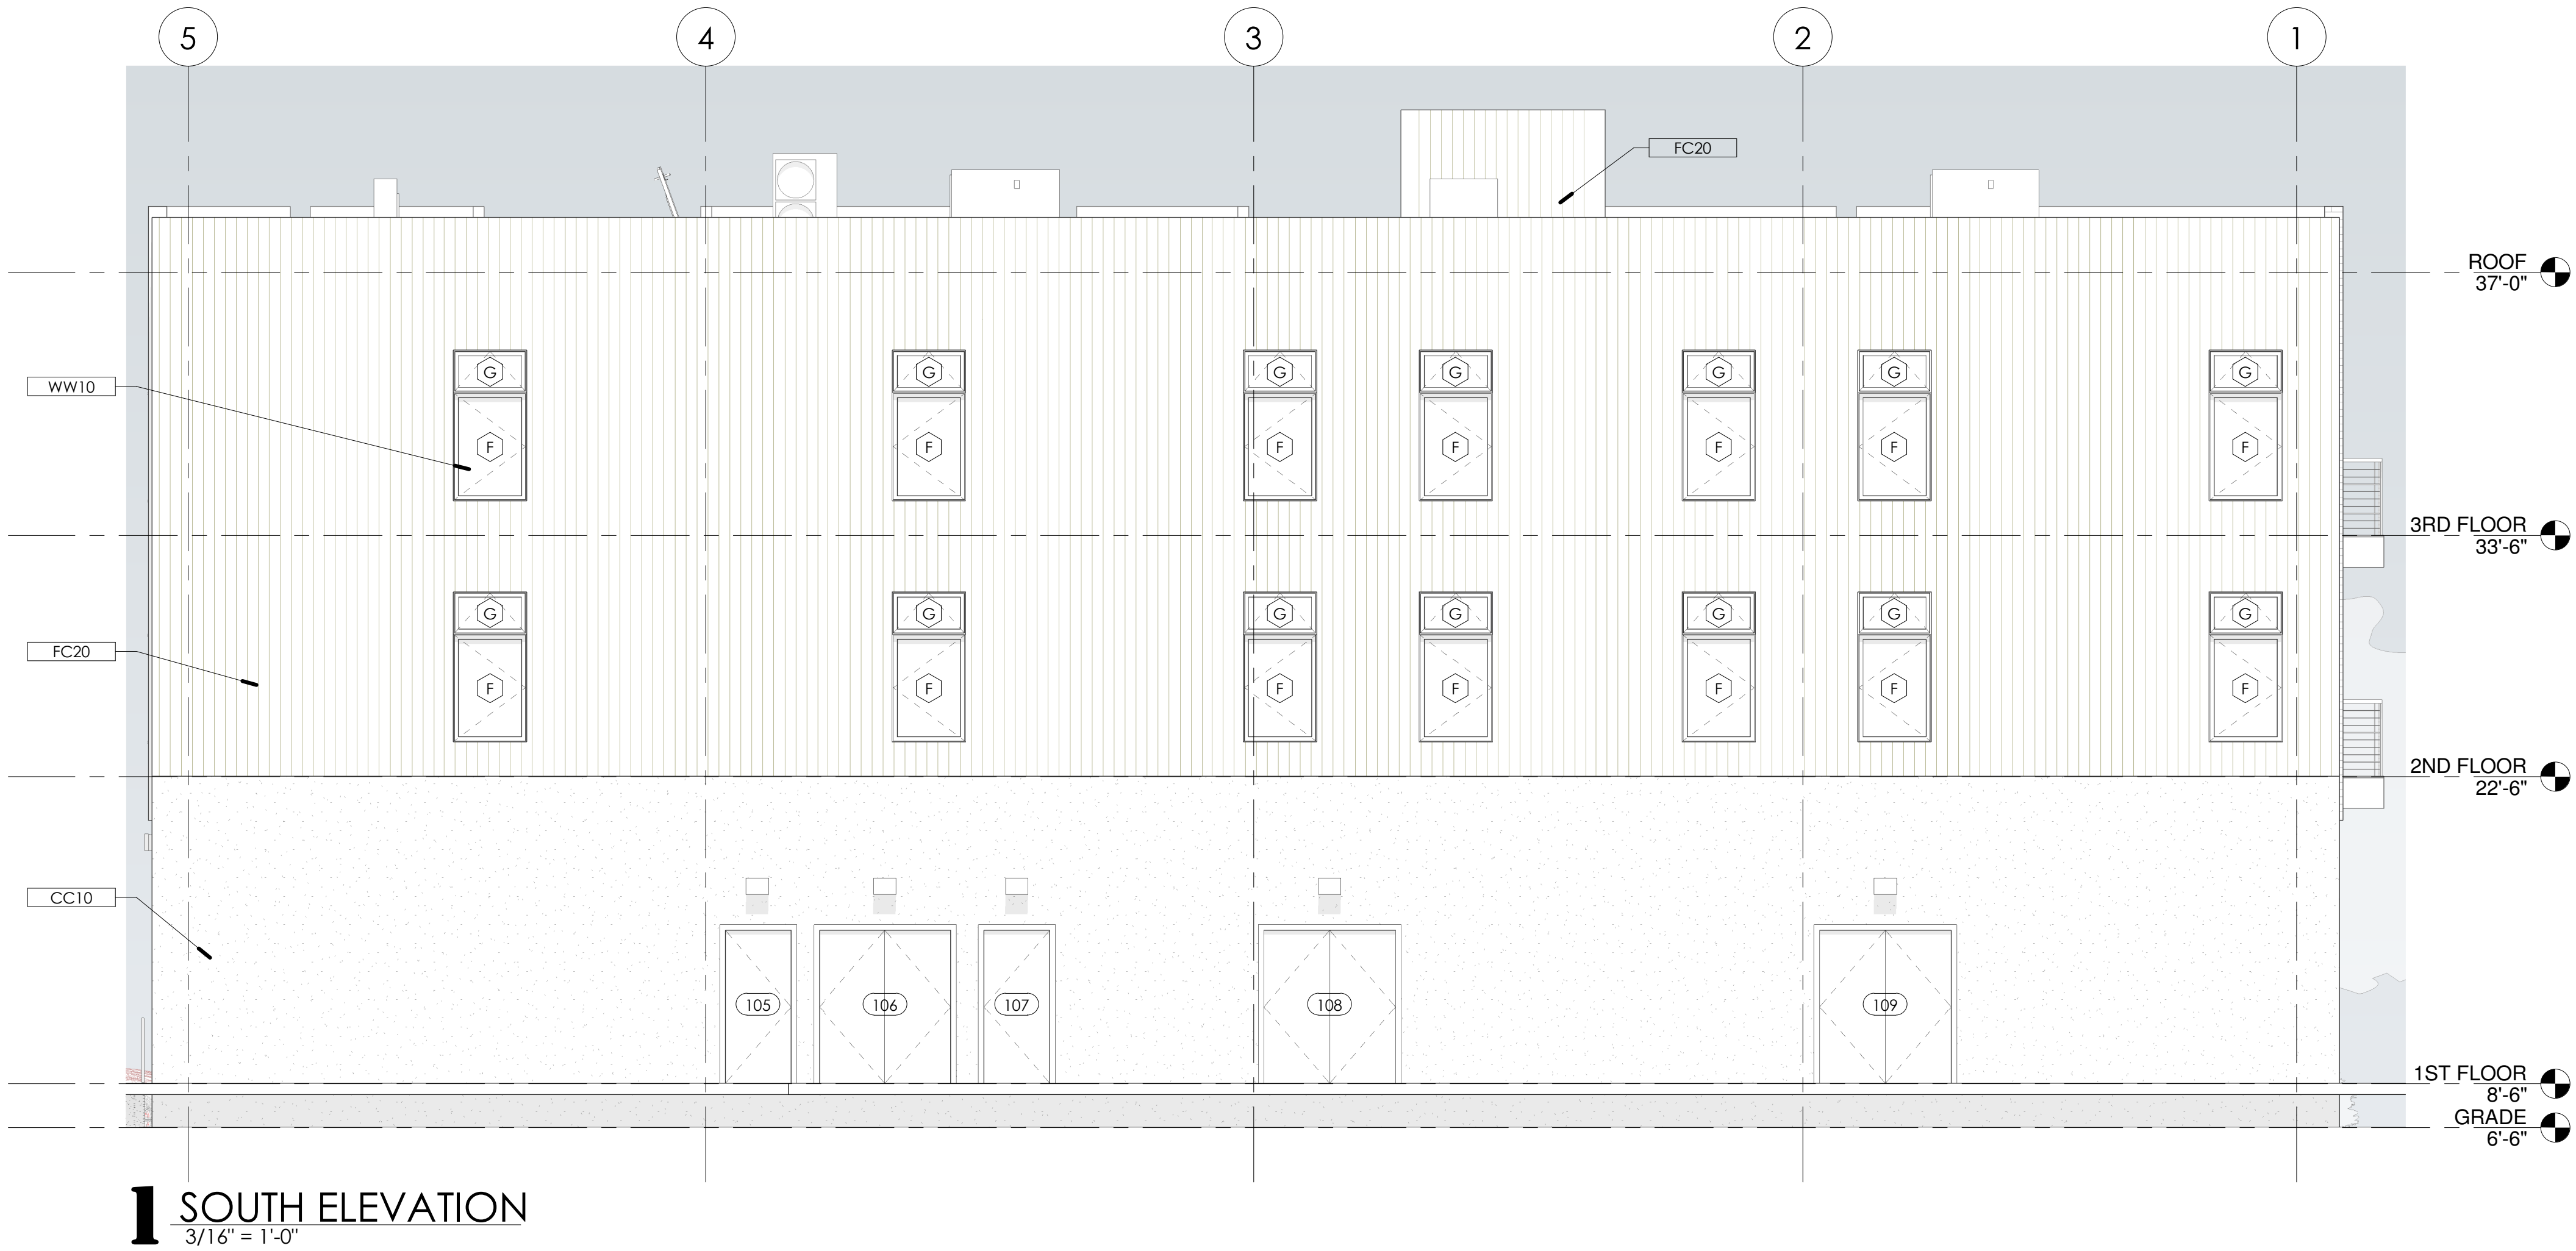 5 4 3 2 1
FC20
ROOF
37'-0"
G G G G G G G
WW10
F F F F F F F
3RD FLOOR
33'-6"
G G G G G G G
FC20
F F F F F F F
2ND FLOOR
22'-6"
CC10
105 106 107 108 109
1ST FLOOR
8'-6"
GRADE
6'-6"
1 SOUTH ELEVATION
3/16" = 1'-0"